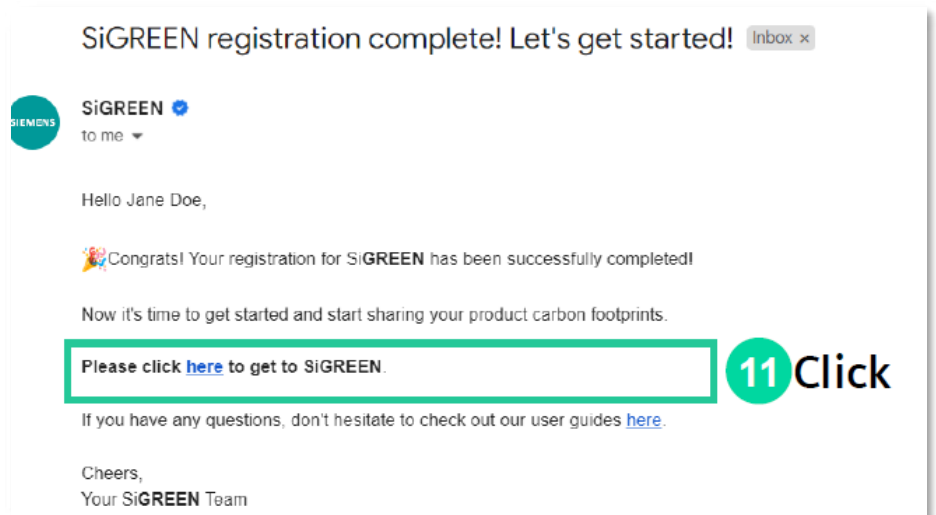 SiGREEN registration complete! Let's get started! Inbox ×
SIEMENS
SiGREEN
to me
Hello Jane Doe,
Congrats! Your registration for SiGREEN has been successfully completed!
Now it's time to get started and start sharing your product carbon footprints.
Please click here to get to SiGREEN.
11 Click
If you have any questions, don't hesitate to check out our user guides here.
Cheers,
Your SiGREEN Team